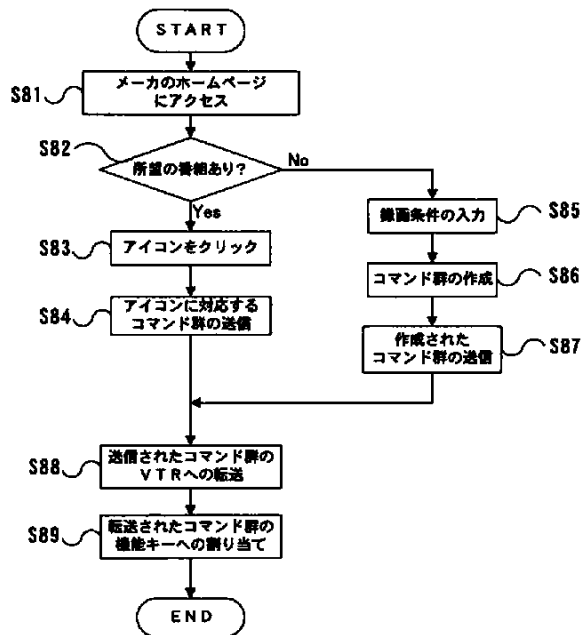 START
S81
メーカのホームページ
にアクセス
S82
所望の番組あり?
No
Yes
S83
アイコンをクリック
S84
アイコンに対応する
コマンド群の送信
録画条件の入力
S85
コマンド群の作成
S86
作成された
コマンド群の送信
S87
S88
送信されたコマンド群の
VTRへの転送
S89
転送されたコマンド群の
機能キーへの割り当て
END